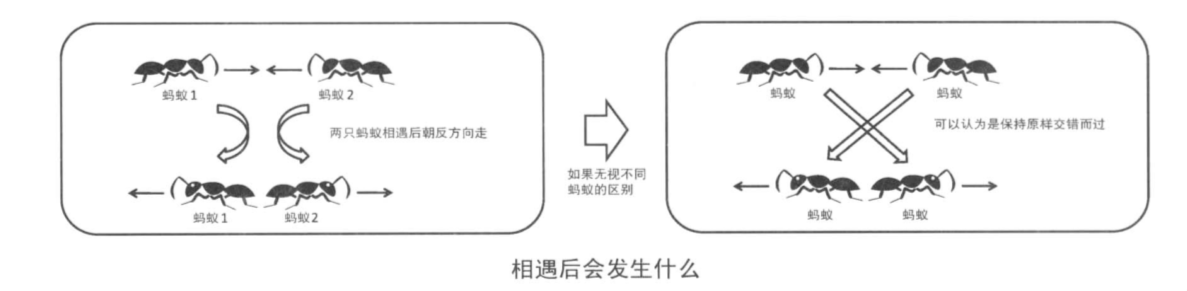 蚂蚁1
蚂蚁2
两只蚂蚁相遇后朝反方向走
蚂蚁1
蚂蚁2
如果无视不同
蚂蚁的区别
蚂蚁
蚂蚁
可以认为是保持原样交错而过
蚂蚁
蚂蚁
相遇后会发生什么